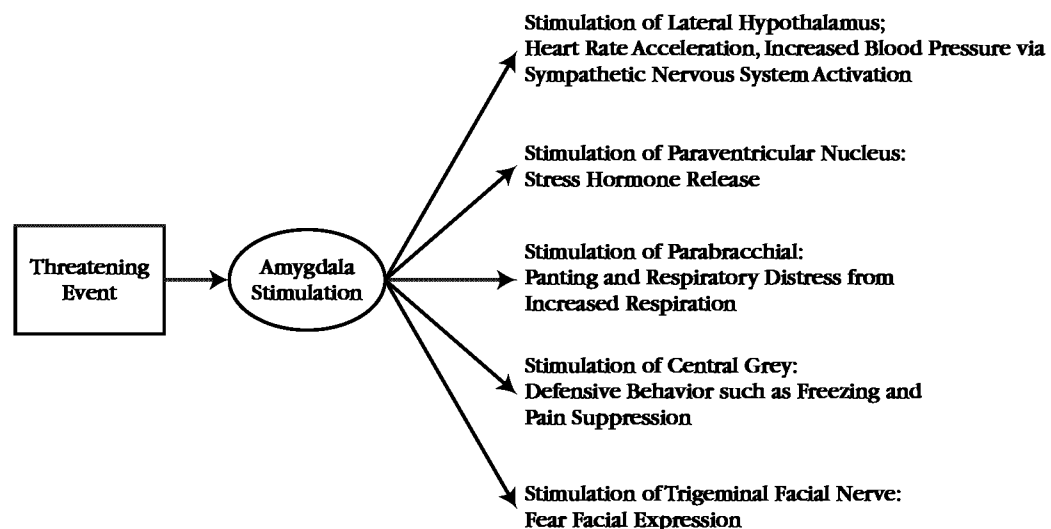 Stimulation of Lateral Hypothalamus;
Heart Rate Acceleration, Increased Blood Pressure via
Sympathetic Nervous System Activation
Stimulation of Paraventricular Nucleus:
Stress Hormone Release
Threatening
Event
Amygdala
Stimulation
Stimulation of Parabracchial:
Panting and Respiratory Distress from
Increased Respiration
Stimulation of Central Grey:
Defensive Behavior such as Freezing and
Pain Suppression
Stimulation of Trigeminal Facial Nerve:
Fear Facial Expression